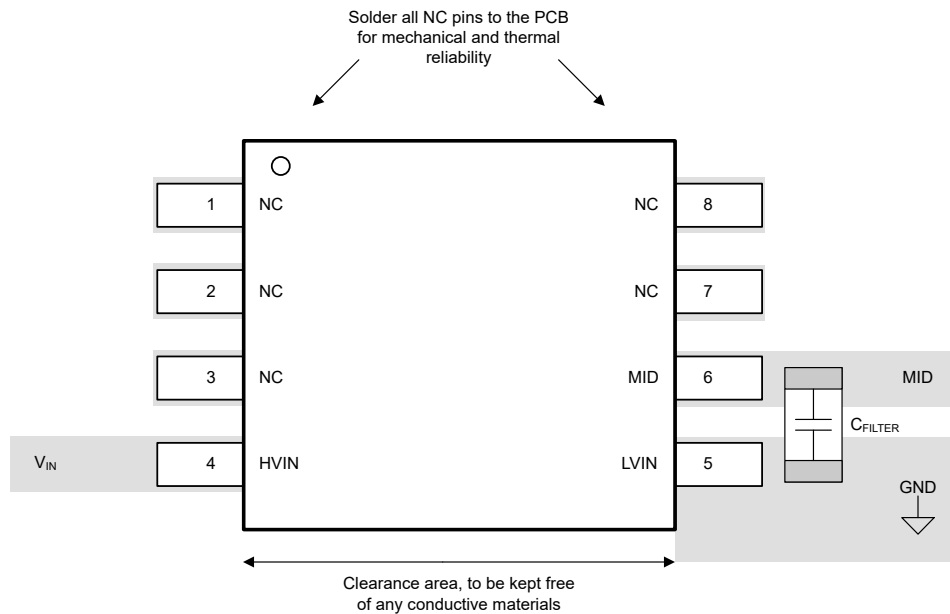 Solder all NC pins to the PCB
for mechanical and thermal
reliability
1 NC NC 8
2 NC NC 7
3 NC MID 6 MID
C_FILTER
V_IN 4 HVIN LVIN 5
GND
Clearance area, to be kept free
of any conductive materials